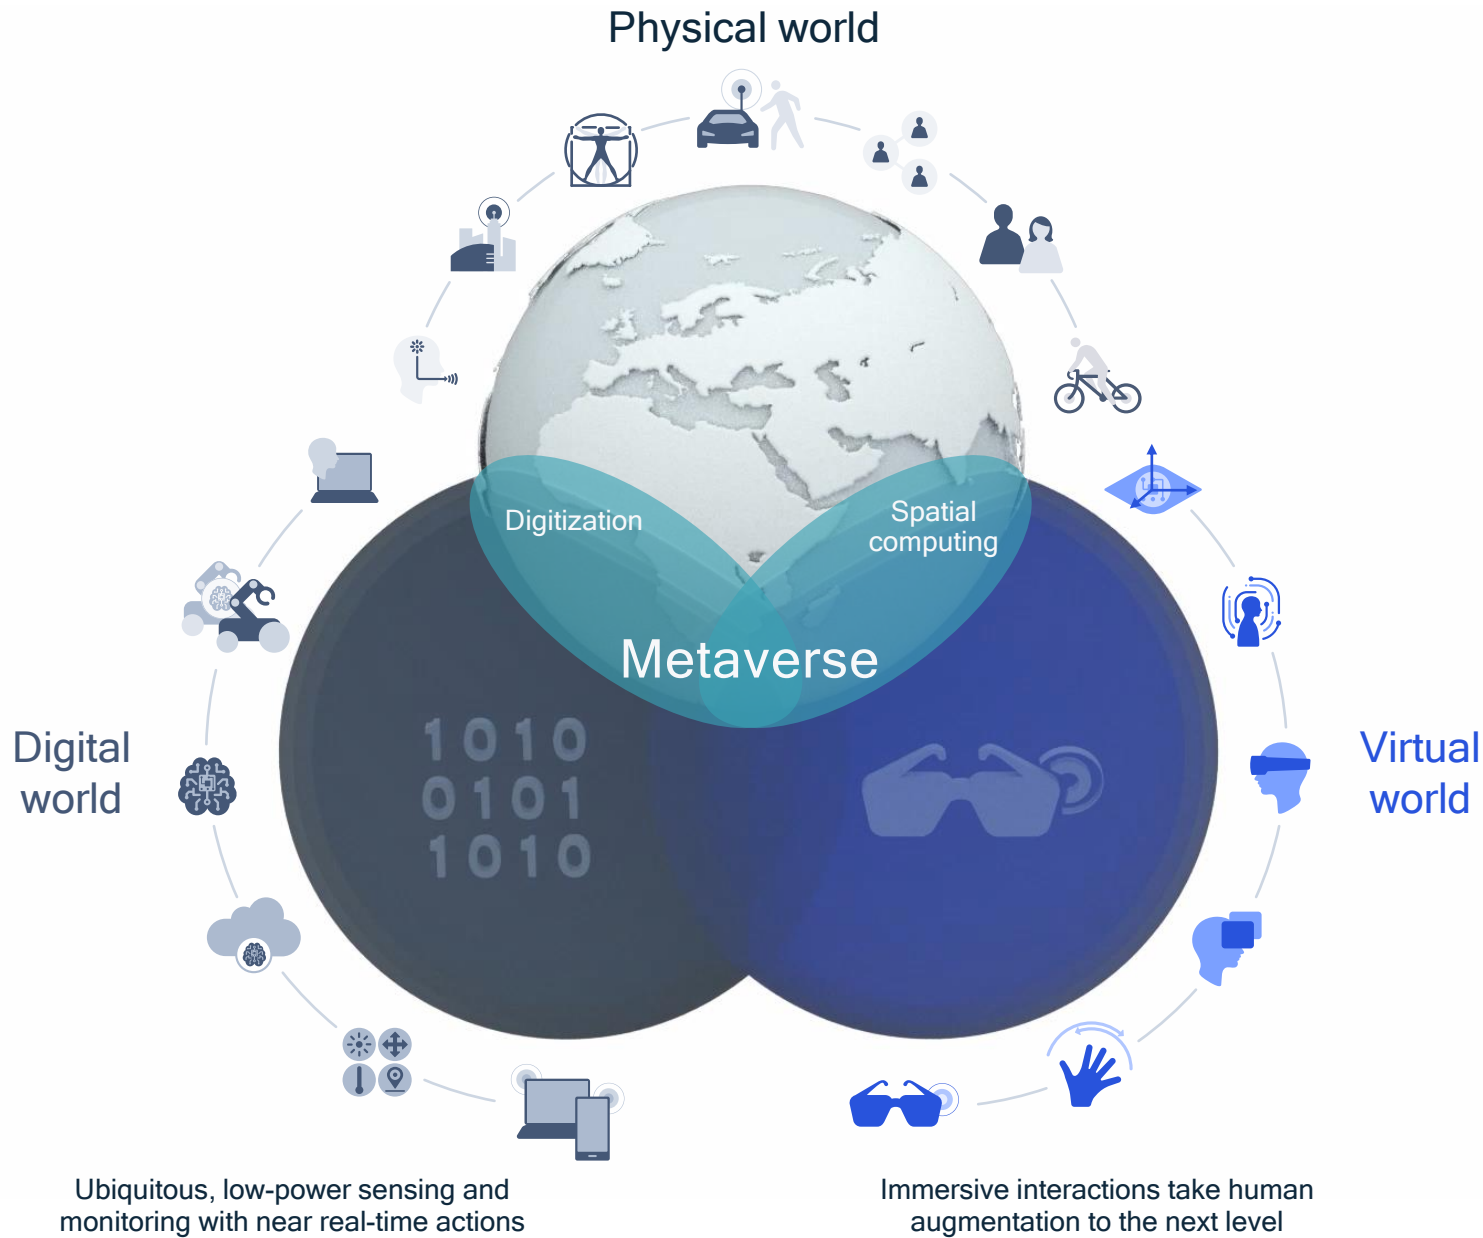 Physical world
Digitization
Spatial
computing
Metaverse
Digital
world
1010
0101
1010
Virtual
world
Ubiquitous, low-power sensing and
monitoring with near real-time actions
Immersive interactions take human
augmentation to the next level